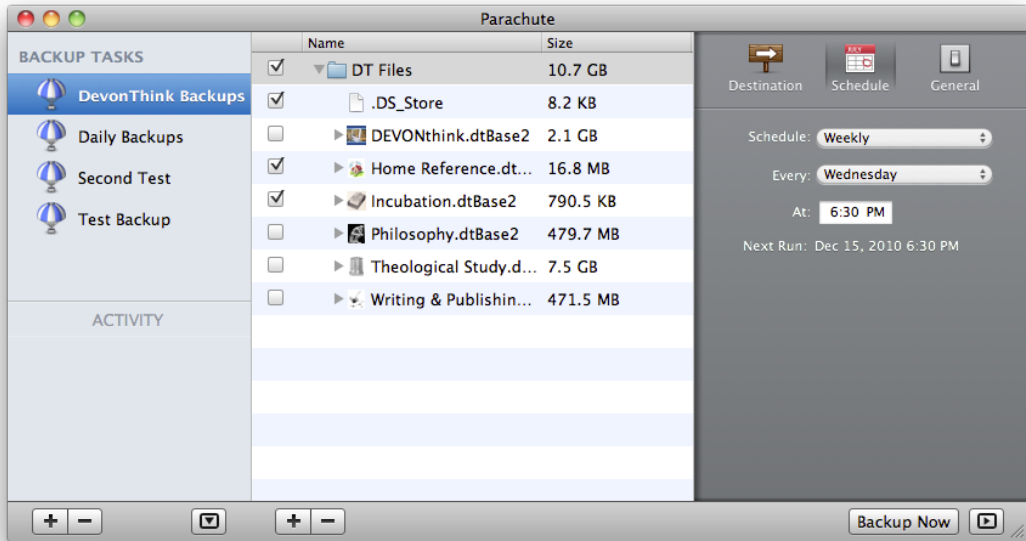 Parachute
BACKUP TASKS
DevonThink Backups
Daily Backups
Second Test
Test Backup
ACTIVITY
Name Size
DT Files 10.7 GB
.DS_Store 8.2 KB
DEVONthink.dtBase2 2.1 GB
Home Reference.dt... 16.8 MB
Incubation.dtBase2 790.5 KB
Philosophy.dtBase2 479.7 MB
Theological Study.d... 7.5 GB
Writing & Publishin... 471.5 MB
JULY
Destination Schedule General
Schedule: Weekly
Every: Wednesday
At: 6:30 PM
Next Run: Dec 15, 2010 6:30 PM
Backup Now